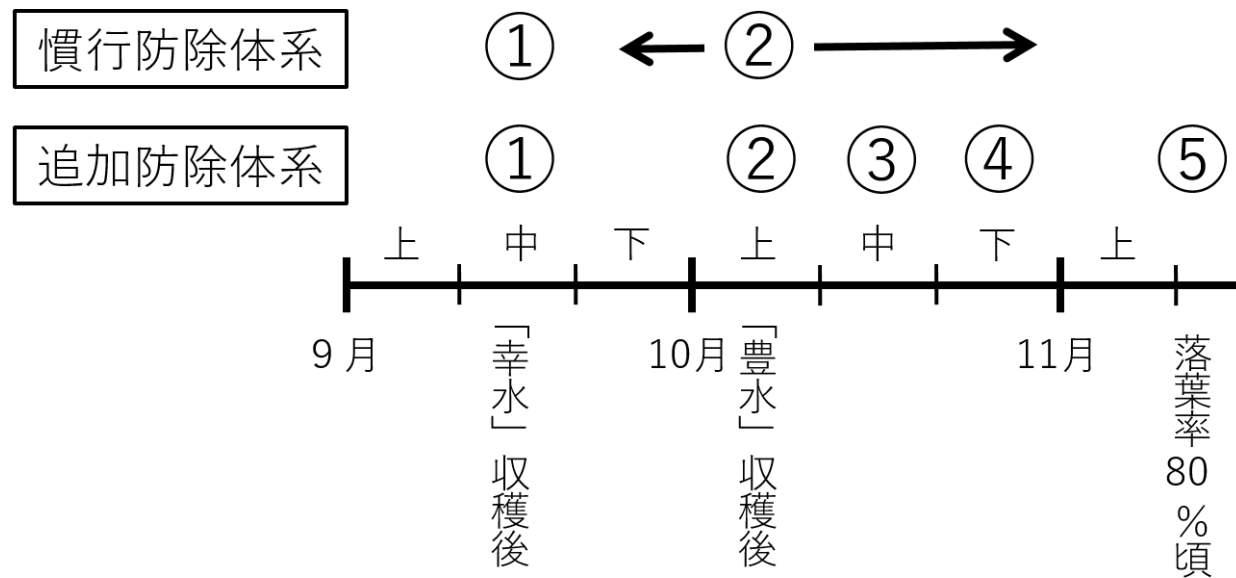 慣行防除体系 ① ②
追加防除体系 ① ② ③ ④ ⑤
上 中 下 上 中 下 上
9月 10月 11月
「幸水」収穫後
「豊水」収穫後
落葉率80%頃